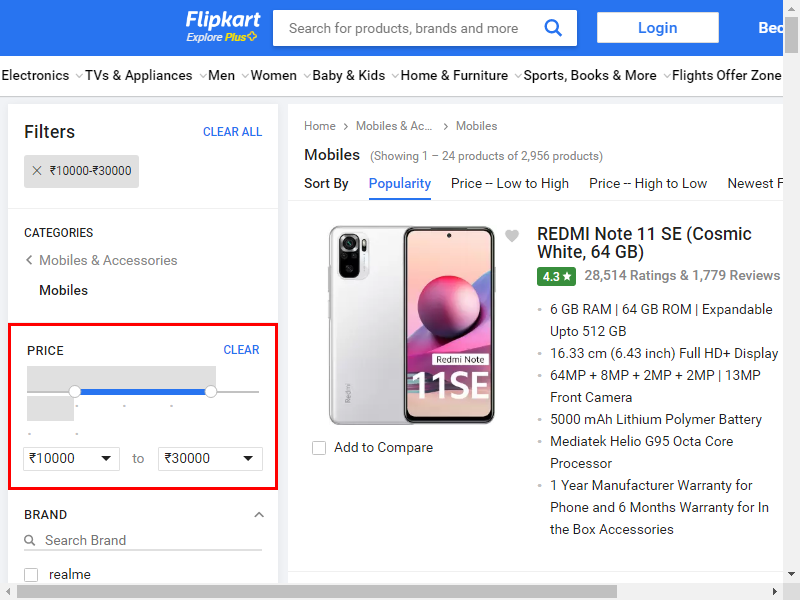 Flipkart
Explore Plus
Search for products, brands and more
Login
Bec
Electronics
TVs & Appliances
Men
Women
Baby & Kids
Home & Furniture
Sports, Books & More
Flights
Offer Zone
Filters
CLEAR ALL
₹10000-₹30000
CATEGORIES
Mobiles & Accessories
Mobiles
PRICE
CLEAR
₹10000
to
₹30000
BRAND
Search Brand
realme
Home
Mobiles & Ac...
Mobiles
Mobiles (Showing 1 – 24 products of 2,956 products)
Sort By
Popularity
Price -- Low to High
Price -- High to Low
Newest F
Redmi
Redmi Note
11SE
Add to Compare
REDMI Note 11 SE (Cosmic
White, 64 GB)
4.3 ★ 28,514 Ratings & 1,779 Reviews
6 GB RAM | 64 GB ROM | Expandable
Upto 512 GB
16.33 cm (6.43 inch) Full HD+ Display
64MP + 8MP + 2MP + 2MP | 13MP
Front Camera
5000 mAh Lithium Polymer Battery
Mediatek Helio G95 Octa Core
Processor
1 Year Manufacturer Warranty for
Phone and 6 Months Warranty for In
the Box Accessories